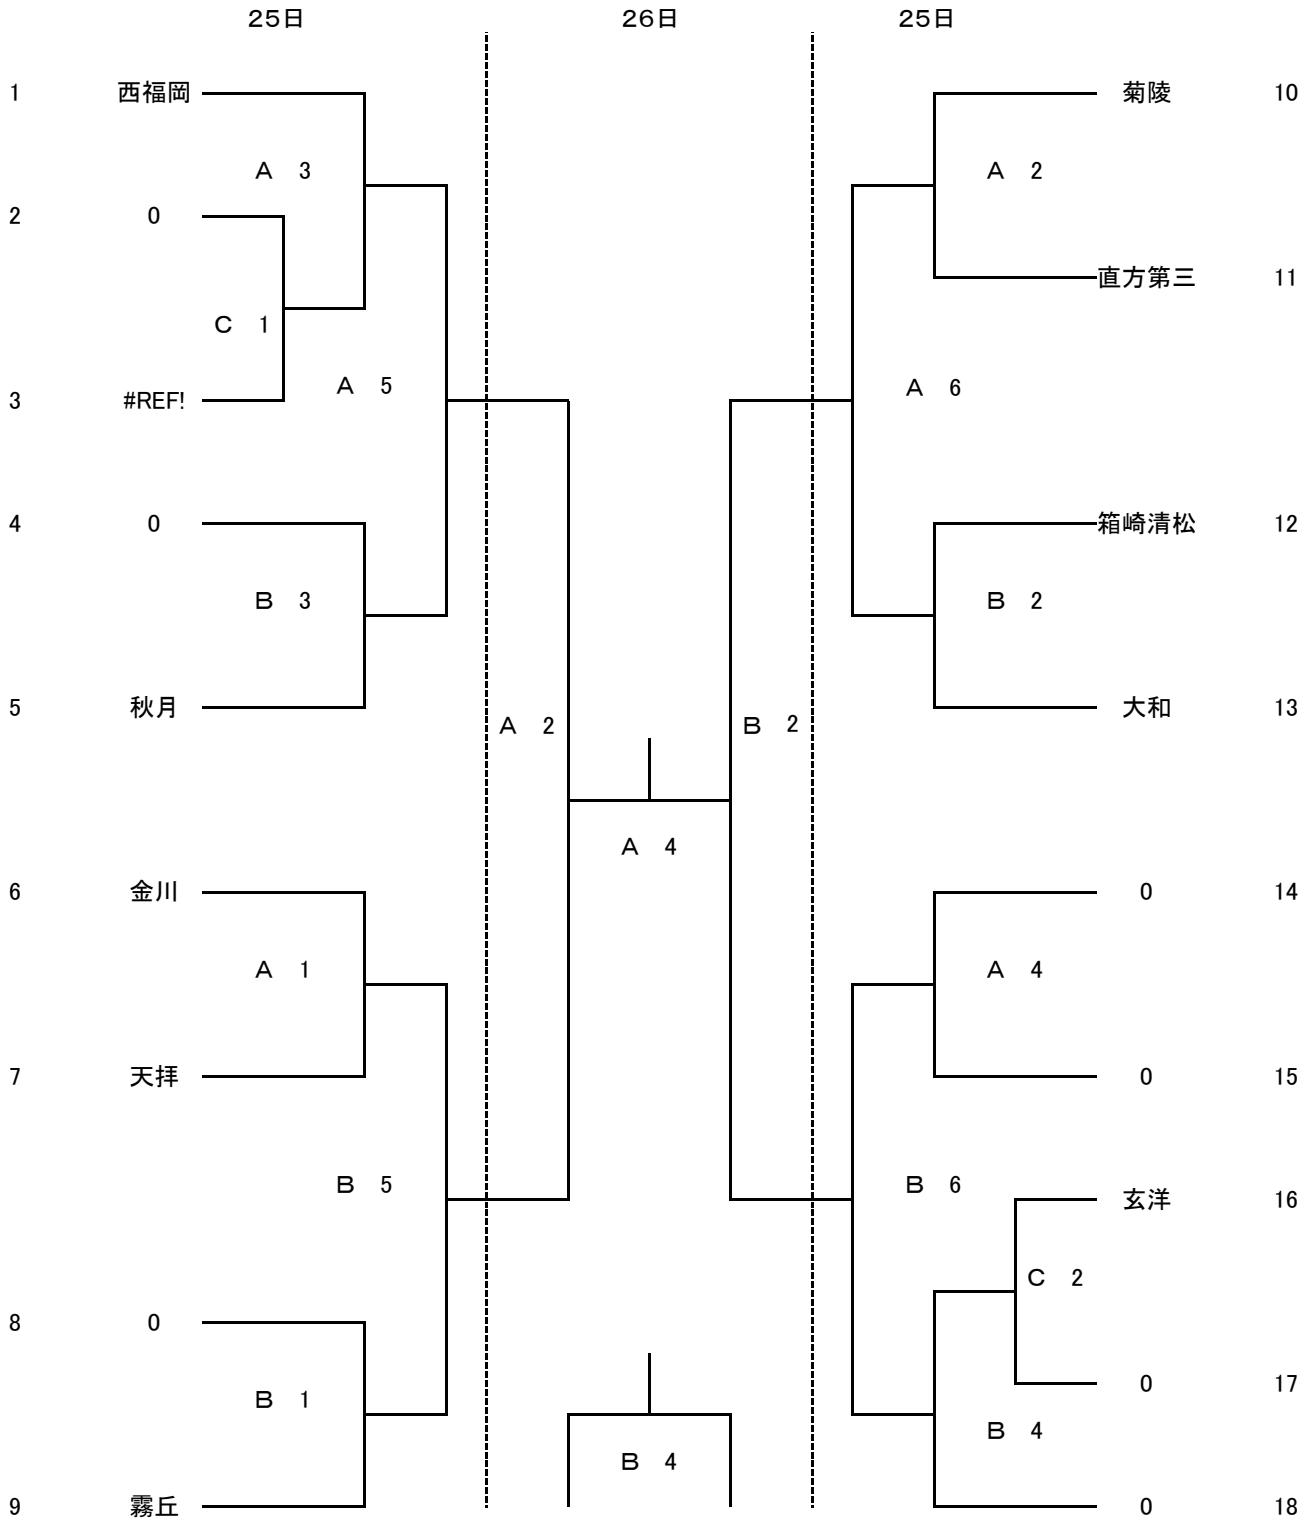 25日 26日 25日
1 西福岡 菊陵 10
A 3 A 2
2 0
直方第三 11
C 1
A 5 A 6
3 #REF!
4 0 箱崎清松 12
B 3 B 2
5 秋月 大和 13
A 2 B 2
A 4
6 金川 0 14
A 1 A 4
7 天拝 0 15
B 5 B 6
玄洋 16
C 2
8 0
0 17
B 1
B 4
B 4
9 霧丘 0 18